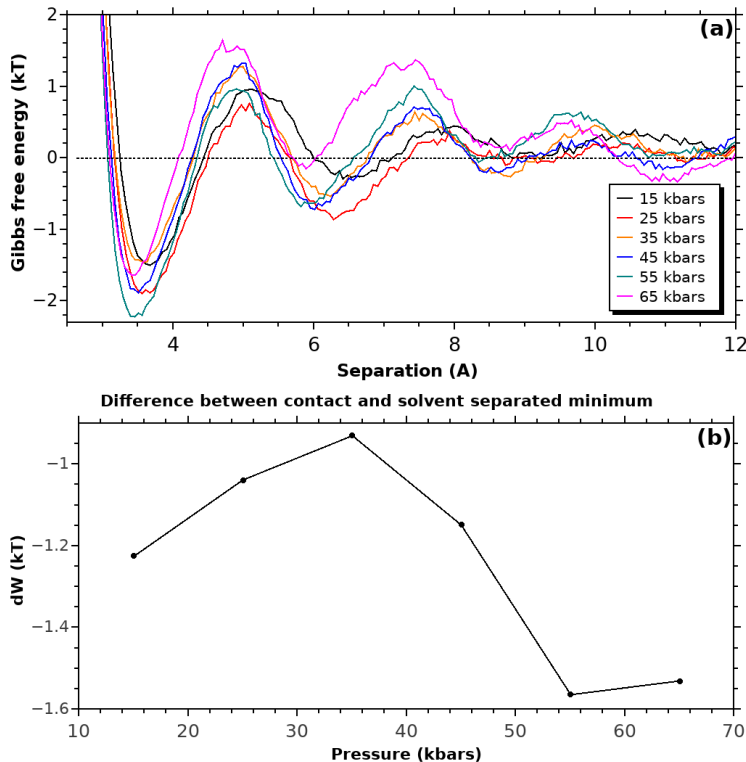 (a)
2
1
0
−1
−2
Gibbs free energy (kT)
15 kbars
25 kbars
35 kbars
45 kbars
55 kbars
65 kbars
4 6 8 10 12
Separation (A)
Difference between contact and solvent separated minimum
(b)
−1
−1.2
−1.4
−1.6
dW (kT)
10 20 30 40 50 60 70
Pressure (kbars)